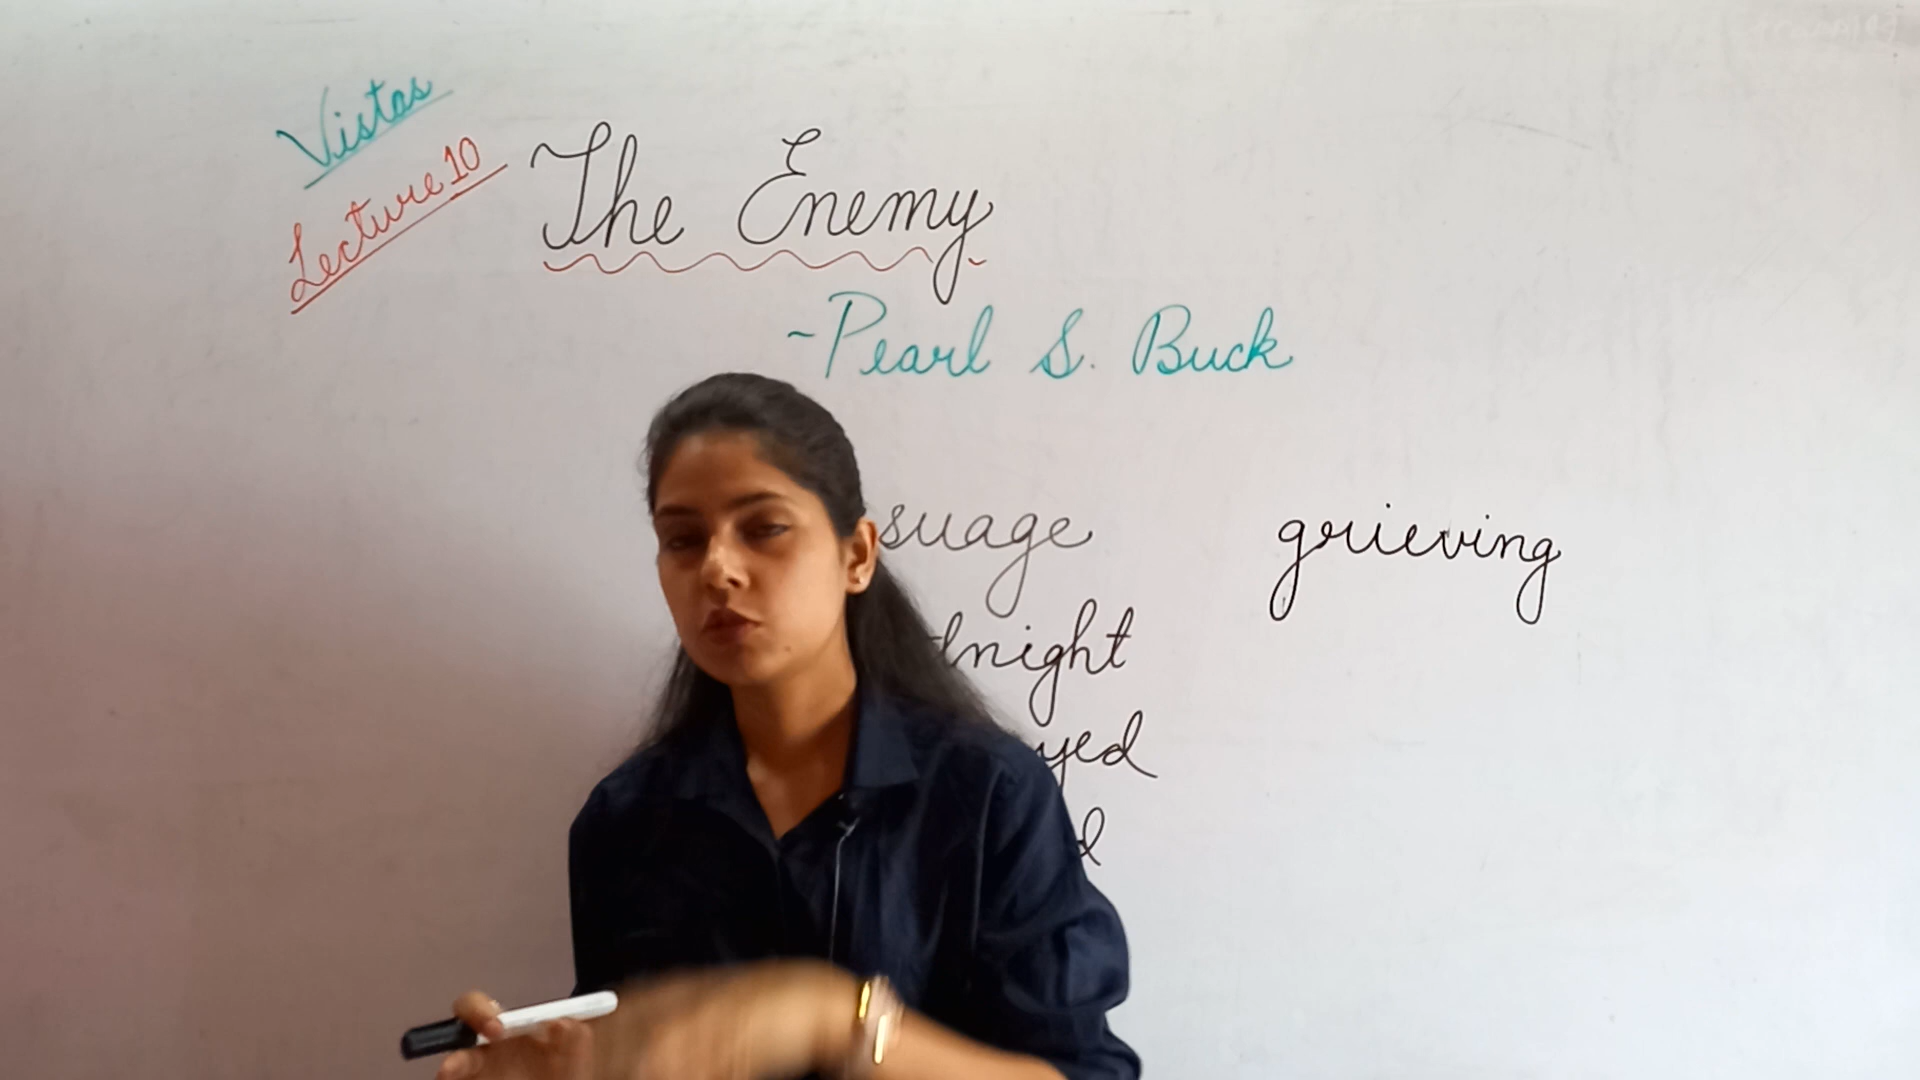 Vistas
Lecture 10
The Enemy
~Pearl S. Buck
suage grieving
night
yed
d